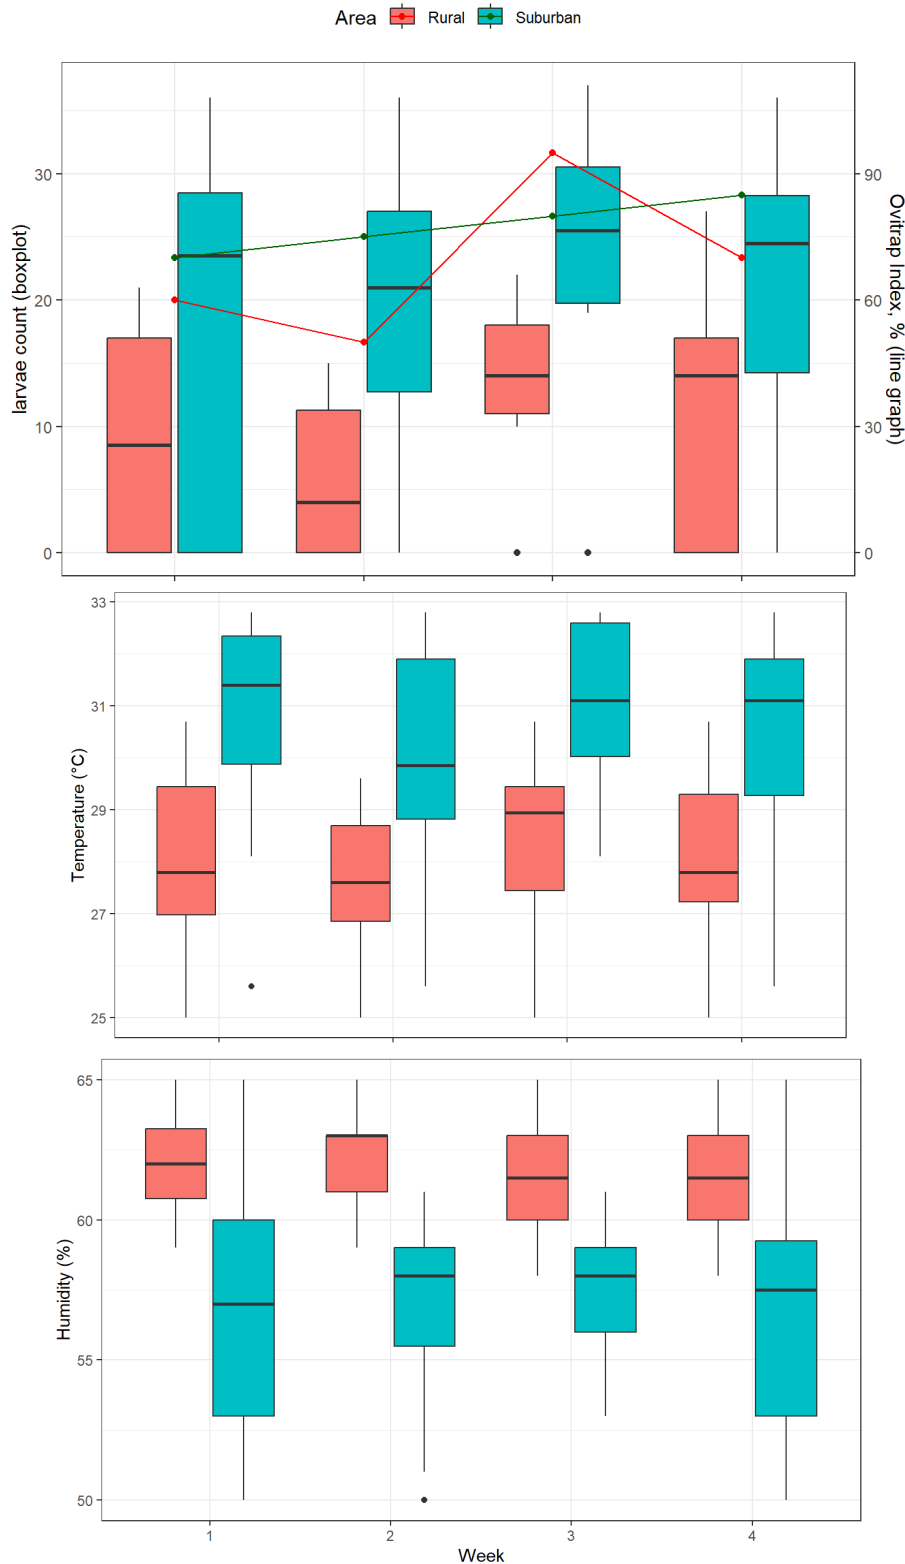 Area Rural Suburban
larvae count (boxplot)
30
20
10
0
90
60
30
0
Ovitrap Index, % (line graph)
Temperature (°C)
33
31
29
27
25
Humidity (%)
65
60
55
50
1 2 3 4
Week